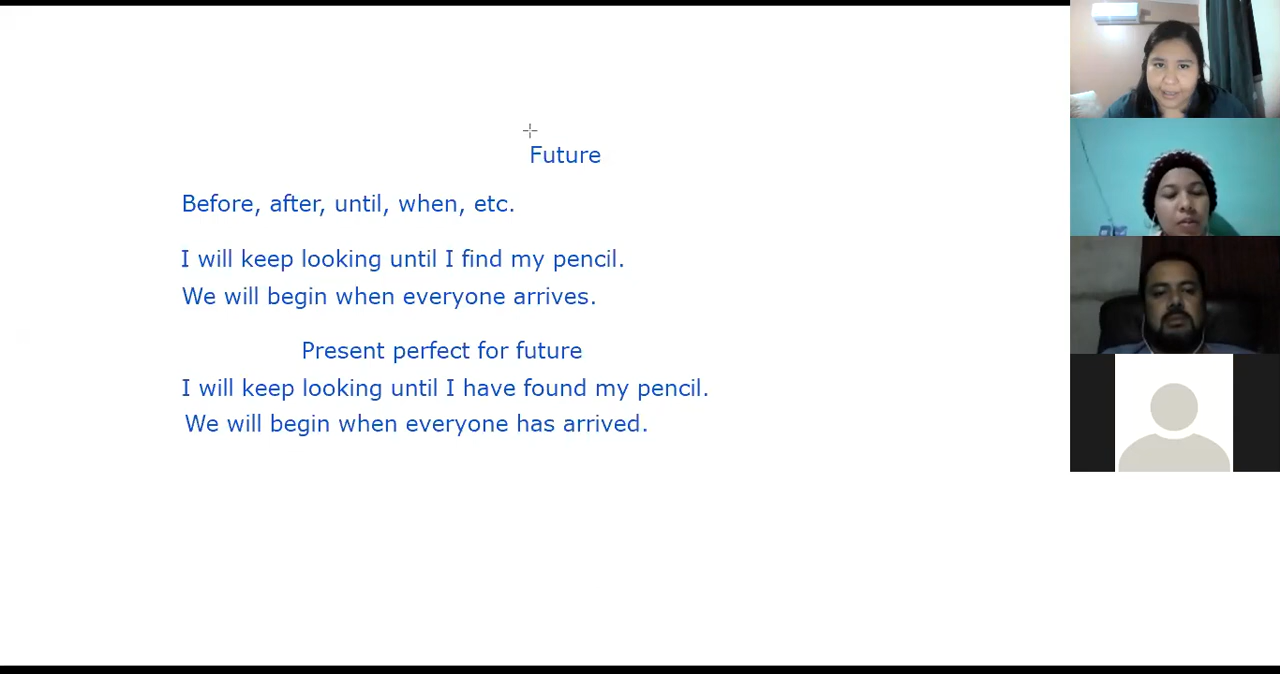 Future
Before, after, until, when, etc.
I will keep looking until I find my pencil.
We will begin when everyone arrives.
Present perfect for future
I will keep looking until I have found my pencil.
We will begin when everyone has arrived.